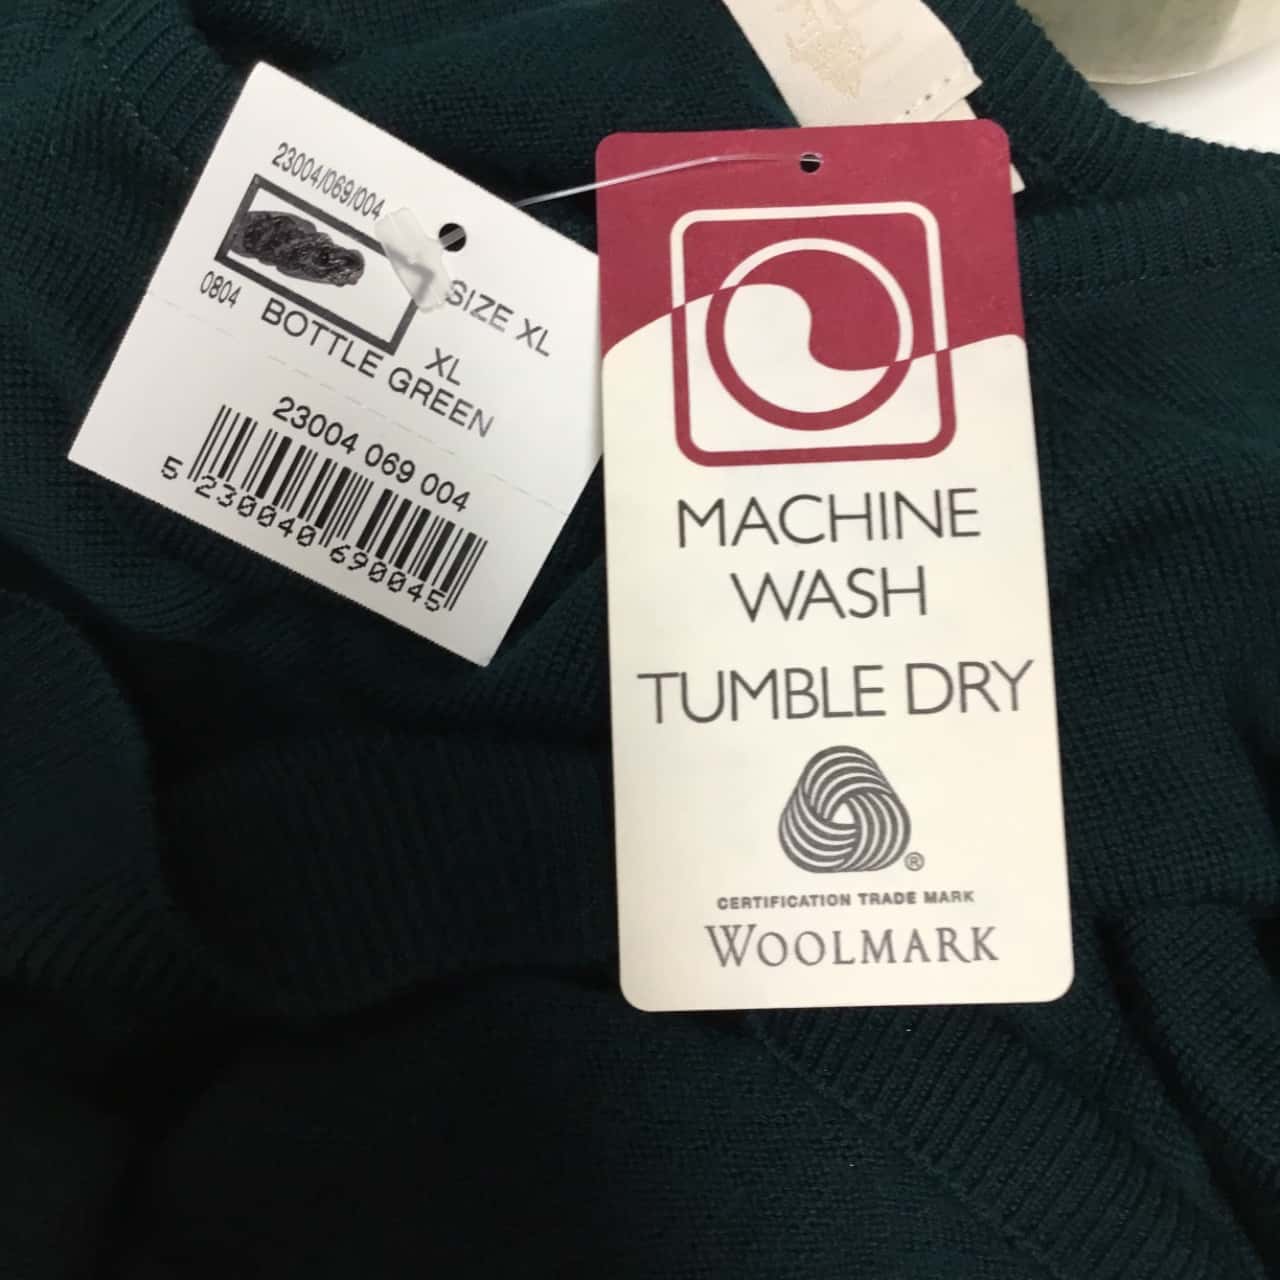 23004/069/004
0804
SIZE XL
XL
BOTTLE GREEN
23004 069 004
5 230040 690045
MACHINE
WASH
TUMBLE DRY
®
CERTIFICATION TRADE MARK
WOOLMARK